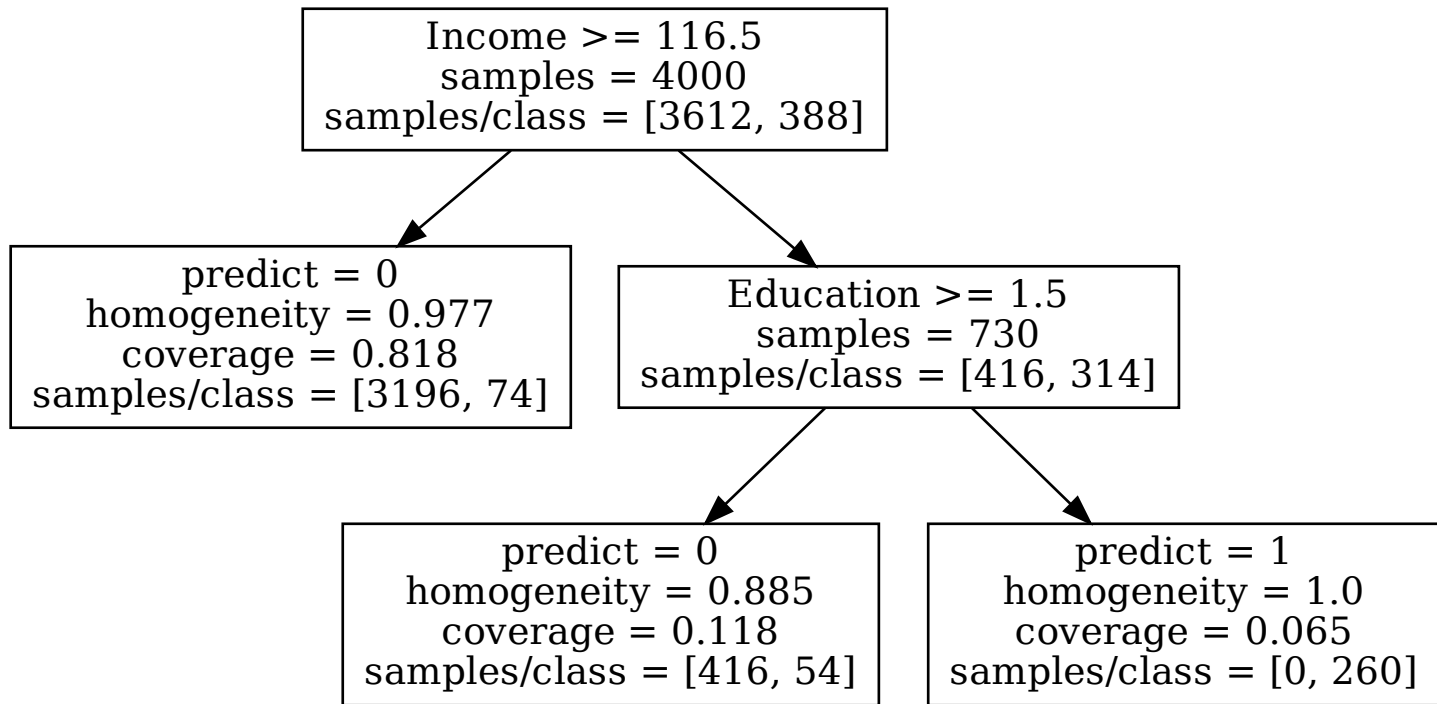 Income >= 116.5
samples = 4000
samples/class = [3612, 388]
predict = 0
homogeneity = 0.977
coverage = 0.818
samples/class = [3196, 74]
Education >= 1.5
samples = 730
samples/class = [416, 314]
predict = 0
homogeneity = 0.885
coverage = 0.118
samples/class = [416, 54]
predict = 1
homogeneity = 1.0
coverage = 0.065
samples/class = [0, 260]